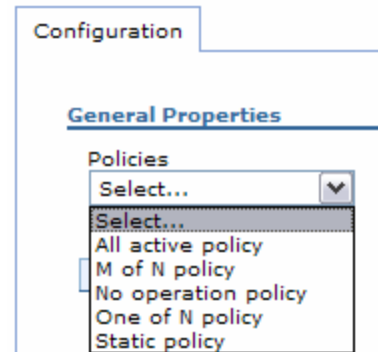 Configuration
General Properties
Policies
Select...
Select...
All active policy
M of N policy
No operation policy
One of N policy
Static policy